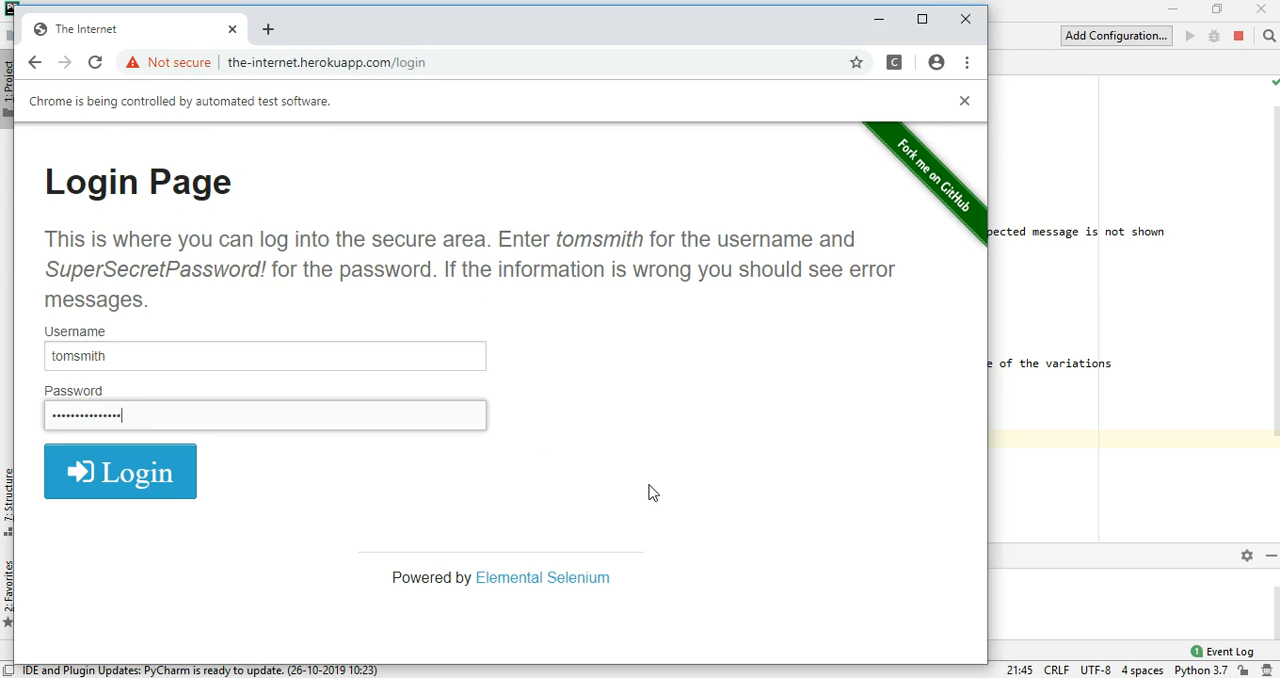 The Internet
Add Configuration...
Not secure
the-internet.herokuapp.com/login
C
1: Project
Chrome is being controlled by automated test software.
Fork me on GitHub
Login Page
This is where you can log into the secure area. Enter tomsmith for the username and
SuperSecretPassword! for the password. If the information is wrong you should see error
messages.
pected message is not shown
Username
tomsmith
e of the variations
Password
•••••••••••••••
Login
7: Structure
Powered by Elemental Selenium
2: Favorites
1 Event Log
IDE and Plugin Updates: PyCharm is ready to update. (26-10-2019 10:23)
21:45 CRLF UTF-8 4 spaces Python 3.7